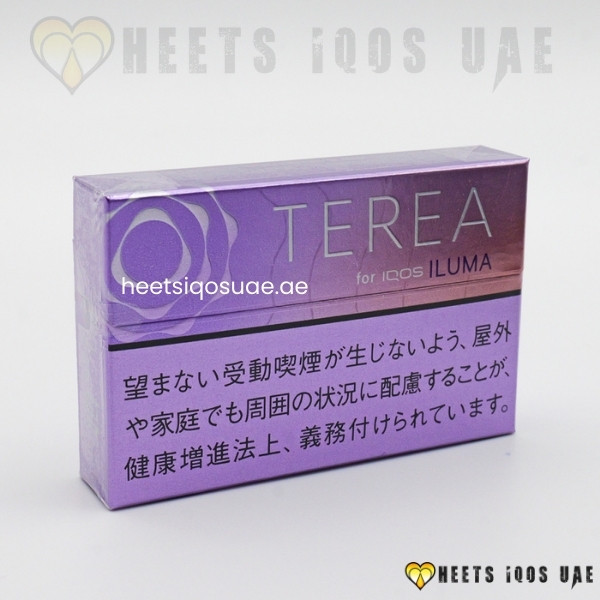 HEETS iQOS UAE
TEREA
for IQOS ILUMA
heetsiqosuae.ae
望まない受動喫煙が生じないよう、屋外
や家庭でも周囲の状況に配慮することが、
健康増進法上、義務付けられています。
HEETS iQOS UAE